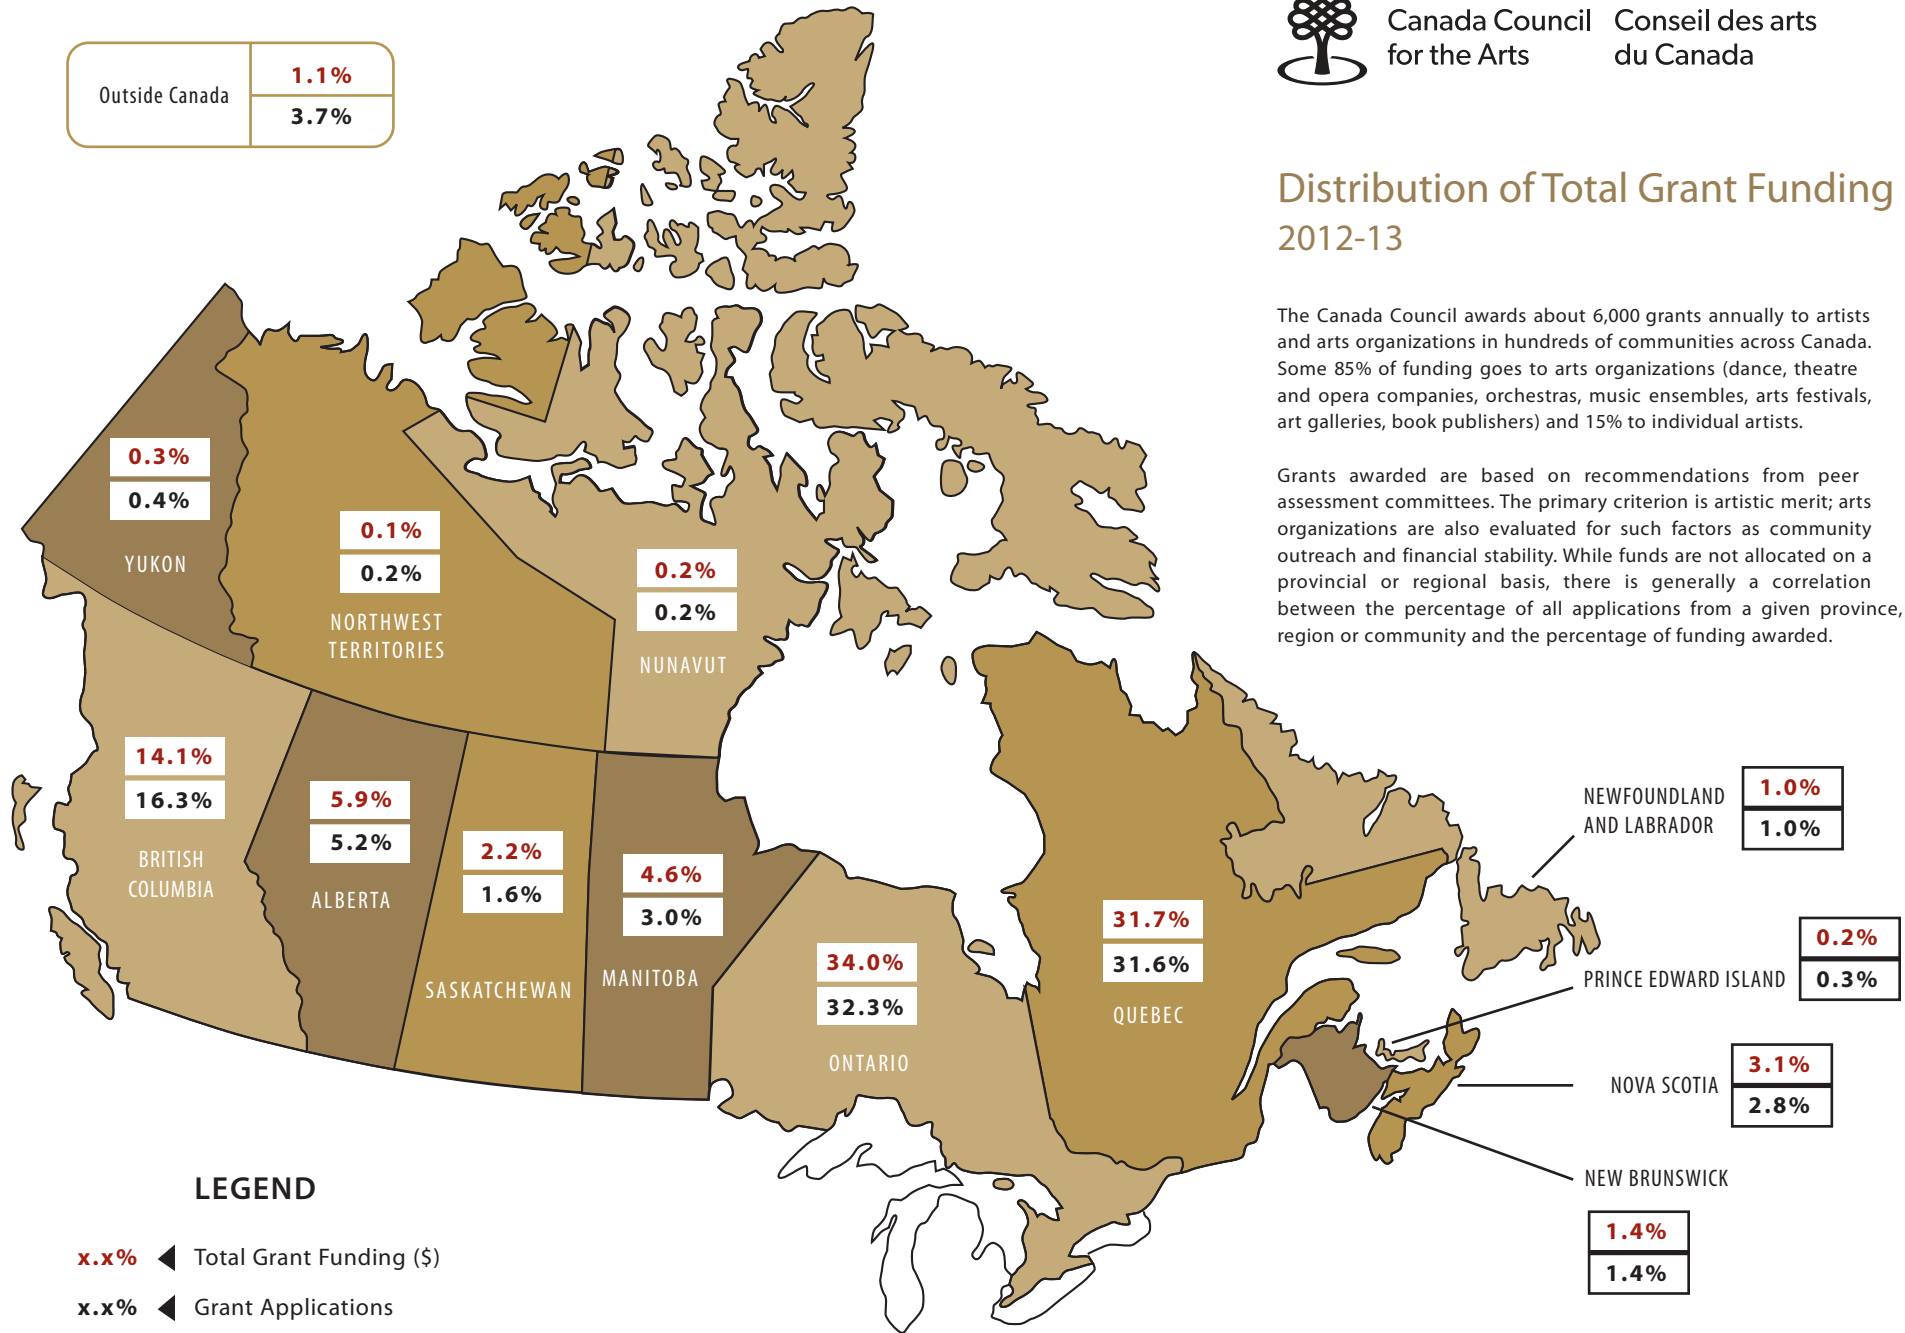 Canada Council
for the Arts
Conseil des arts
du Canada
Outside Canada
1.1%
3.7%
Distribution of Total Grant Funding
2012-13
The Canada Council awards about 6,000 grants annually to artists
and arts organizations in hundreds of communities across Canada.
Some 85% of funding goes to arts organizations (dance, theatre
and opera companies, orchestras, music ensembles, arts festivals,
art galleries, book publishers) and 15% to individual artists.
Grants awarded are based on recommendations from peer
assessment committees. The primary criterion is artistic merit; arts
organizations are also evaluated for such factors as community
outreach and financial stability. While funds are not allocated on a
provincial or regional basis, there is generally a correlation
between the percentage of all applications from a given province,
region or community and the percentage of funding awarded.
0.3%
0.4%
YUKON
0.1%
0.2%
NORTHWEST
TERRITORIES
0.2%
0.2%
NUNAVUT
14.1%
16.3%
BRITISH
COLUMBIA
5.9%
5.2%
ALBERTA
2.2%
1.6%
SASKATCHEWAN
4.6%
3.0%
MANITOBA
34.0%
32.3%
ONTARIO
31.7%
31.6%
QUEBEC
NEWFOUNDLAND
AND LABRADOR
1.0%
1.0%
PRINCE EDWARD ISLAND
0.2%
0.3%
NOVA SCOTIA
3.1%
2.8%
NEW BRUNSWICK
1.4%
1.4%
LEGEND
x.x% Total Grant Funding ($)
x.x% Grant Applications